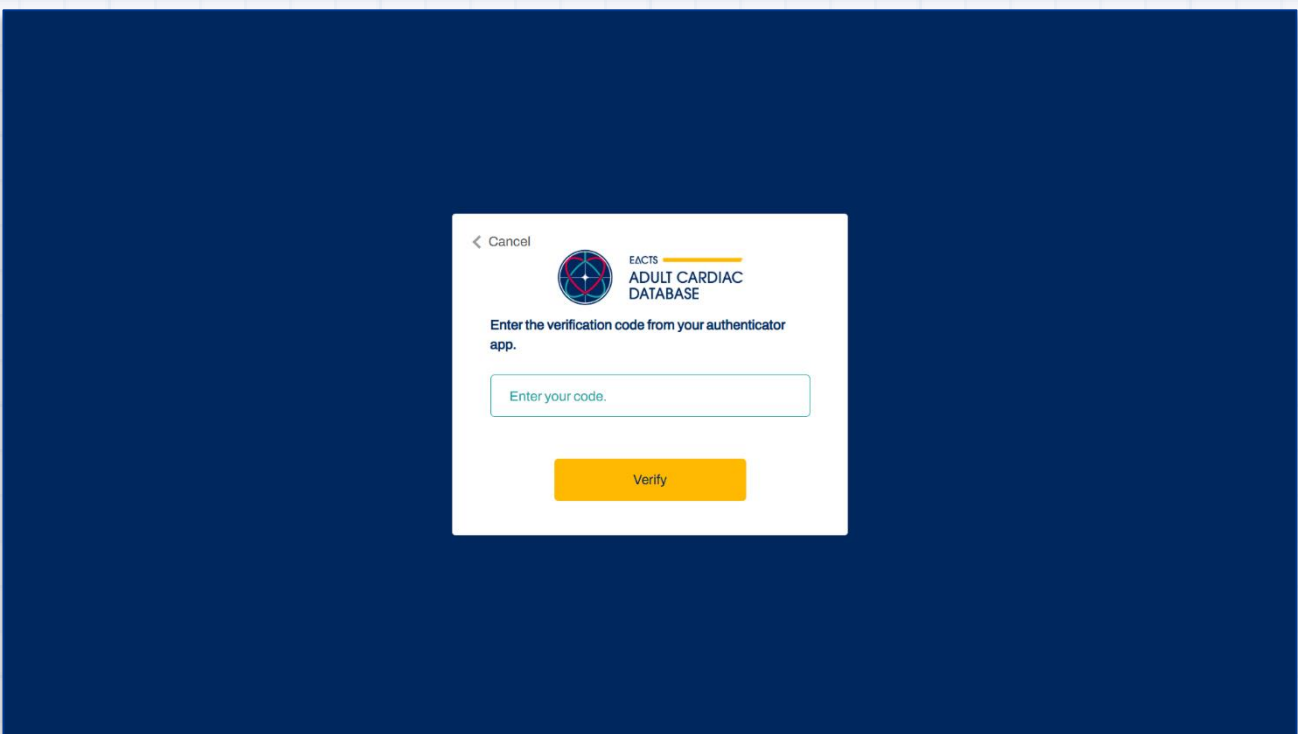 Cancel
EACTS
ADULT CARDIAC
DATABASE
Enter the verification code from your authenticator
app.
Enter your code.
Verify